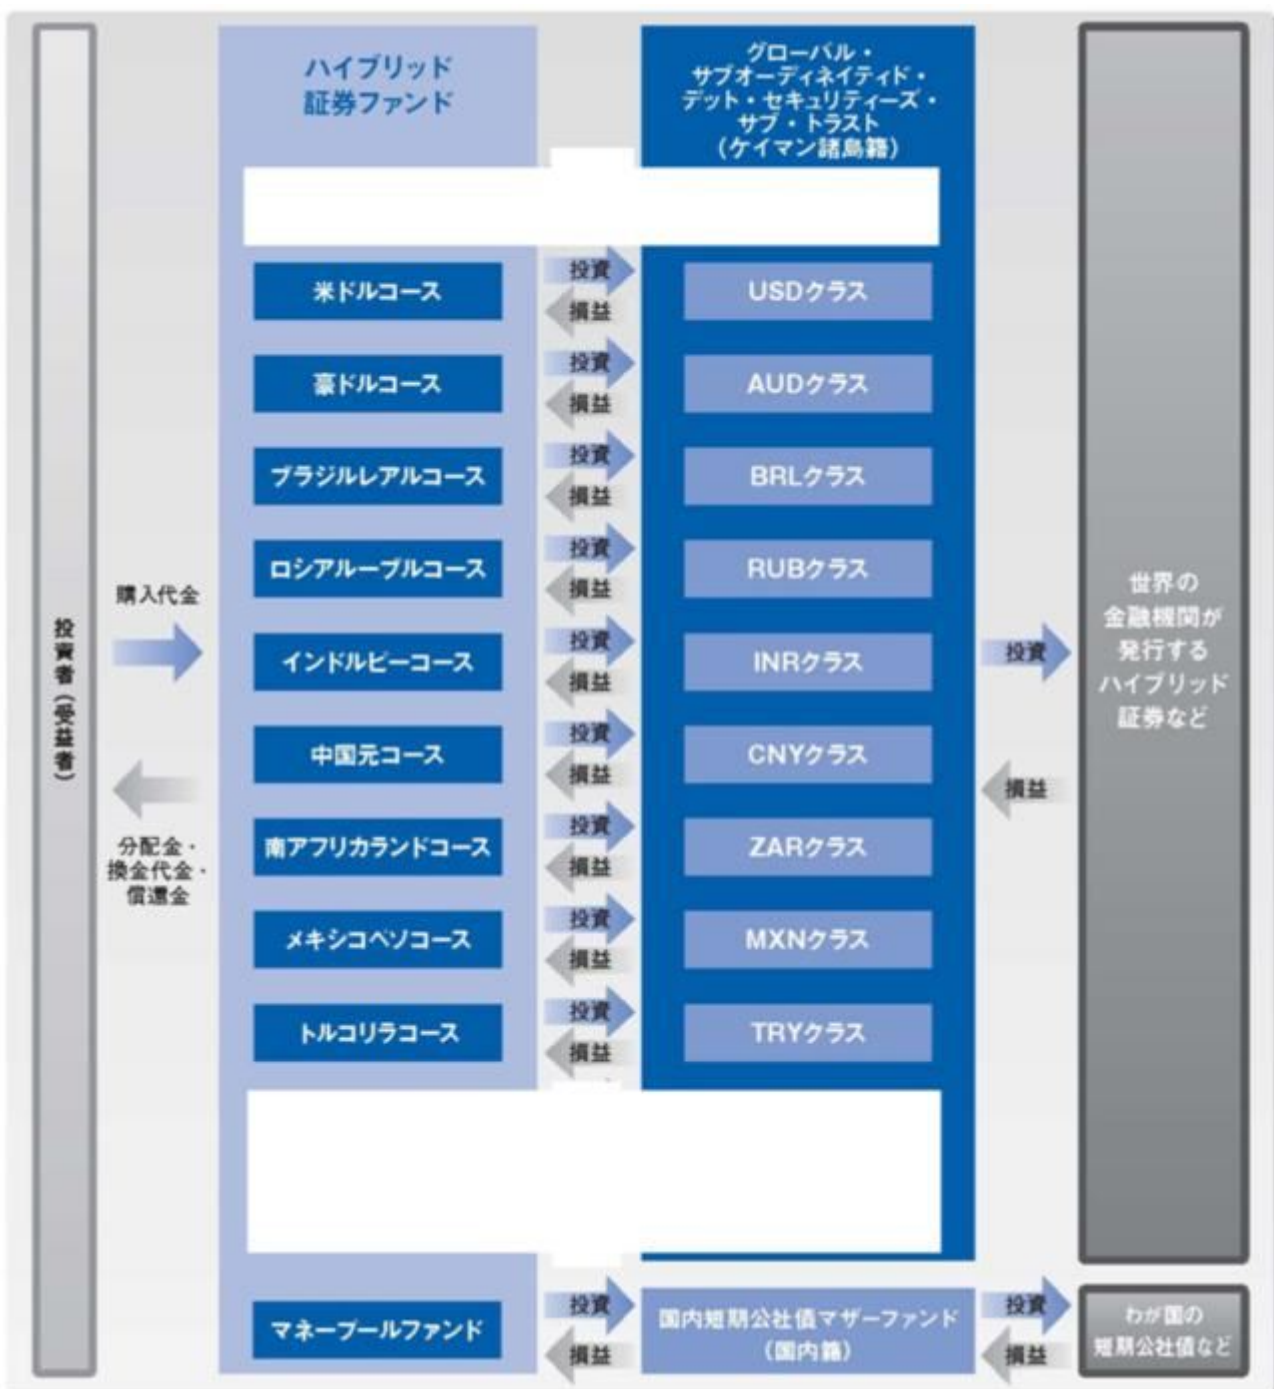 ハイブリッド
証券ファンド
グローバル・
サブオーディネイティド・
デット・セキュリティーズ・
サブ・トラスト
(ケイマン諸島籍)
米ドルコース
投資
損益
USDクラス
豪ドルコース
投資
損益
AUDクラス
ブラジルレアルコース
投資
損益
BRLクラス
ロシアルーブルコース
投資
損益
RUBクラス
インドルピーコース
投資
損益
INRクラス
中国元コース
投資
損益
CNYクラス
南アフリカランドコース
投資
損益
ZARクラス
メキシコペソコース
投資
損益
MXNクラス
トルコリラコース
投資
損益
TRYクラス
マネープールファンド
投資
損益
国内短期公社債マザーファンド
(国内籍)
投資
損益
わが国の
短期公社債など
投資者(受益者)
購入代金
分配金・
換金代金・
償還金
投資
損益
世界の
金融機関が
発行する
ハイブリッド
証券など